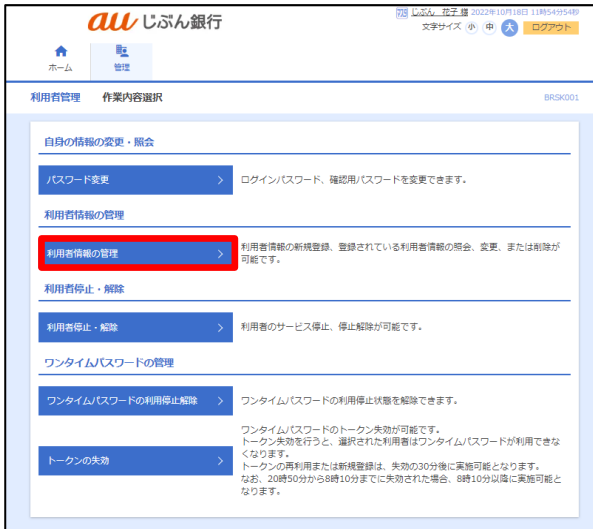 au じぶん銀行
じぶん 花子 様 2022年10月18日 11時54分54秒
文字サイズ 小 中 大 ログアウト
ホーム 管理
利用者管理 作業内容選択 BRSK001
自身の情報の変更・照会
パスワード変更 ログインパスワード、確認用パスワードを変更できます。
利用者情報の管理
利用者情報の管理 利用者情報の新規登録、登録されている利用者情報の照会、変更、または削除が
可能です。
利用者停止・解除
利用者停止・解除 利用者のサービス停止、停止解除が可能です。
ワンタイムパスワードの管理
ワンタイムパスワードの利用停止解除 ワンタイムパスワードの利用停止状態を解除できます。
ワンタイムパスワードのトークン失効が可能です。
トークン失効を行うと、選択された利用者はワンタイムパスワードが利用できな
くなります。
トークンの失効 トークンの再利用または新規登録は、失効の30分後に実施可能となります。
なお、20時50分から8時10分までに失効された場合、8時10分以降に実施可能と
なります。